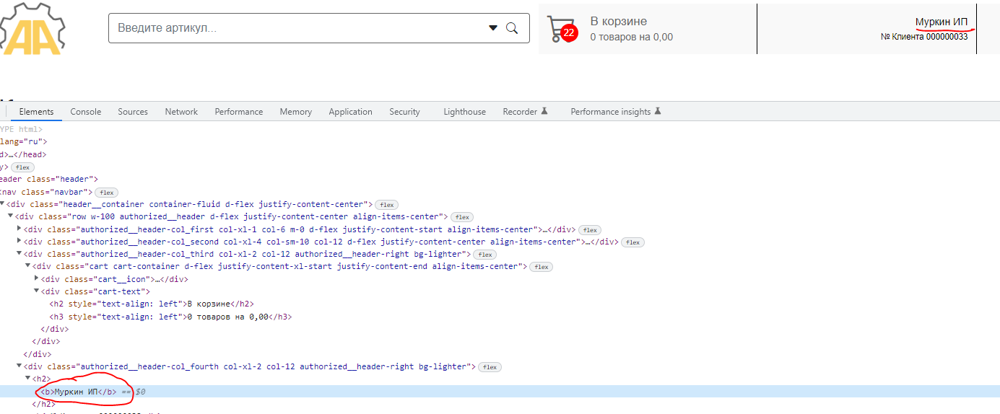 AA
Введите артикул...
22
В корзине
0 товаров на 0,00
Муркин ИП
№ Клиента 000000033
Elements Console Sources Network Performance Memory Application Security Lighthouse Recorder Performance insights
YPE html>
lang="ru">
d>…</head>
y> flex
eader class="header">
<nav class="navbar"> flex
<div class="header__container container-fluid d-flex justify-content-center"> flex
<div class="row w-100 authorized__header d-flex justify-content-center align-items-center"> flex
<div class="authorized__header-col_first col-xl-1 col-6 m-0 d-flex justify-content-start align-items-center">…</div> flex
<div class="authorized__header-col_second col-xl-4 col-sm-10 col-12 d-flex justify-content-center align-items-center">…</div> flex
<div class="authorized__header-col_third col-xl-2 col-12 authorized__header-right bg-lighter"> flex
<div class="cart cart-container d-flex justify-content-xl-start justify-content-end align-items-center"> flex
<div class="cart__icon">…</div>
<div class="cart-text">
<h2 style="text-align: left">В корзине</h2>
<h3 style="text-align: left">0 товаров на 0,00</h3>
</div>
</div>
</div>
<div class="authorized__header-col_fourth col-xl-2 col-12 authorized__header-right bg-lighter"> flex
<h2>
<b>Муркин ИП</b> == $0
</h2>